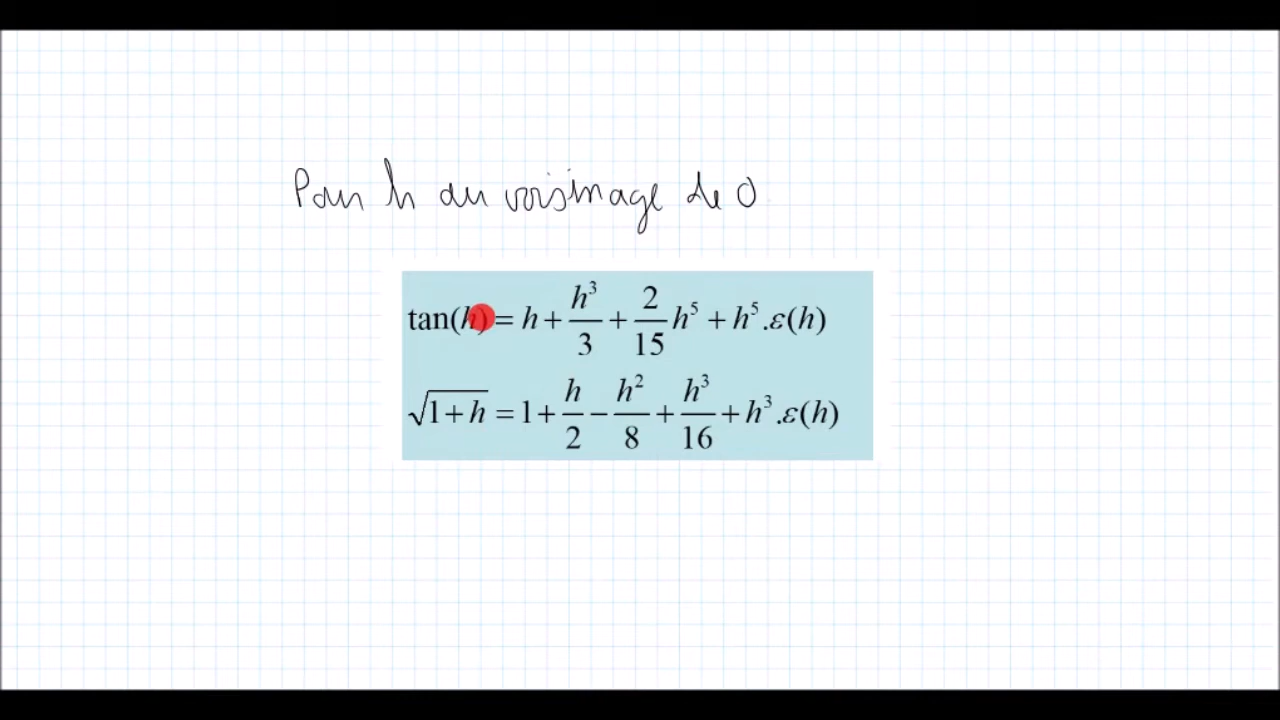 Pour h au voisinage de 0
tan(h) = h + h³/3 + 2/15 h⁵ + h⁵.ε(h)
√(1+h) = 1 + h/2 − h²/8 + h³/16 + h³.ε(h)